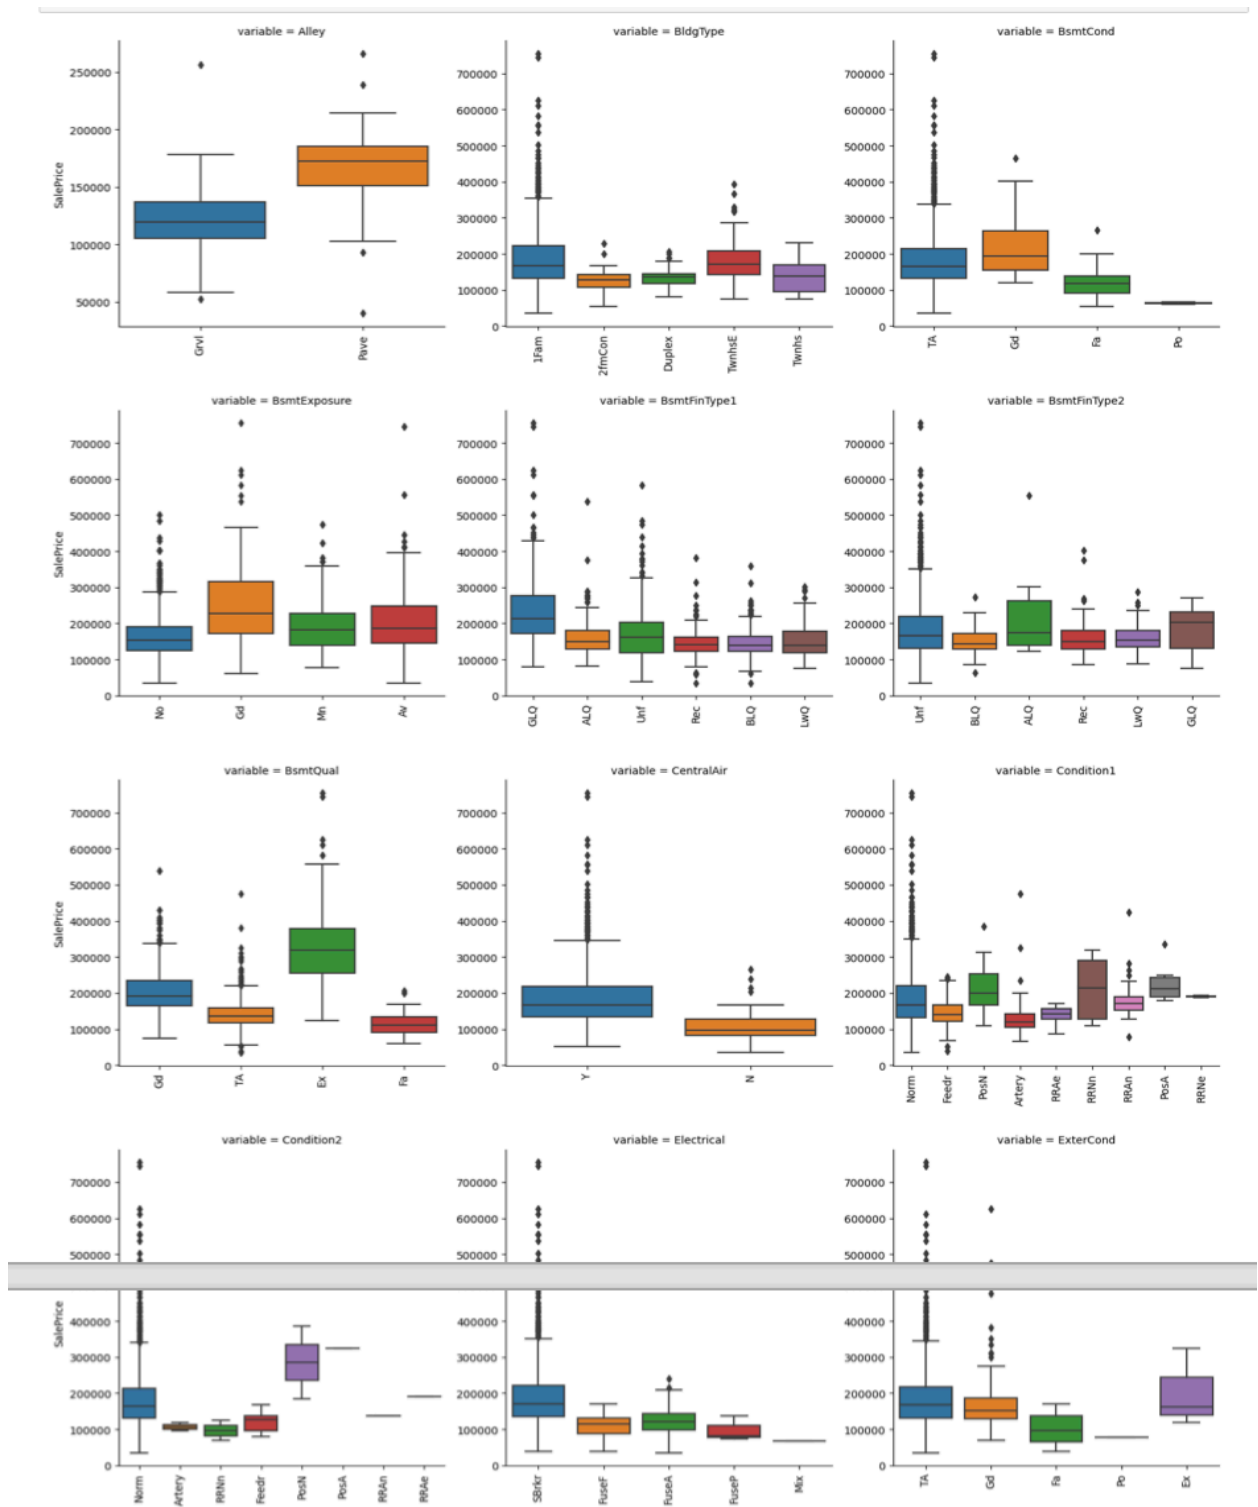 variable = Alley
variable = BldgType
variable = BsmtCond
250000
200000
150000
100000
50000
SalePrice
Grvl
Pave
700000
600000
500000
400000
300000
200000
100000
0
1Fam
2fmCon
Duplex
TwnhsE
Twnhs
700000
600000
500000
400000
300000
200000
100000
0
TA
Gd
Fa
Po
variable = BsmtExposure
variable = BsmtFinType1
variable = BsmtFinType2
700000
600000
500000
400000
300000
200000
100000
0
SalePrice
No
Gd
Mn
Av
700000
600000
500000
400000
300000
200000
100000
0
GLQ
ALQ
Unf
Rec
BLQ
LwQ
700000
600000
500000
400000
300000
200000
100000
0
Unf
BLQ
ALQ
Rec
LwQ
GLQ
variable = BsmtQual
variable = CentralAir
variable = Condition1
700000
600000
500000
400000
300000
200000
100000
0
SalePrice
Gd
TA
Ex
Fa
700000
600000
500000
400000
300000
200000
100000
0
Y
N
700000
600000
500000
400000
300000
200000
100000
0
Norm
Feedr
PosN
Artery
RRAe
RRNn
RRAn
PosA
RRNe
variable = Condition2
variable = Electrical
variable = ExterCond
700000
600000
500000
400000
300000
200000
100000
0
SalePrice
Norm
Artery
RRNn
Feedr
PosN
PosA
RRAn
RRAe
700000
600000
500000
400000
300000
200000
100000
0
SBrkr
FuseF
FuseA
FuseP
Mix
700000
600000
500000
400000
300000
200000
100000
0
TA
Gd
Fa
Po
Ex